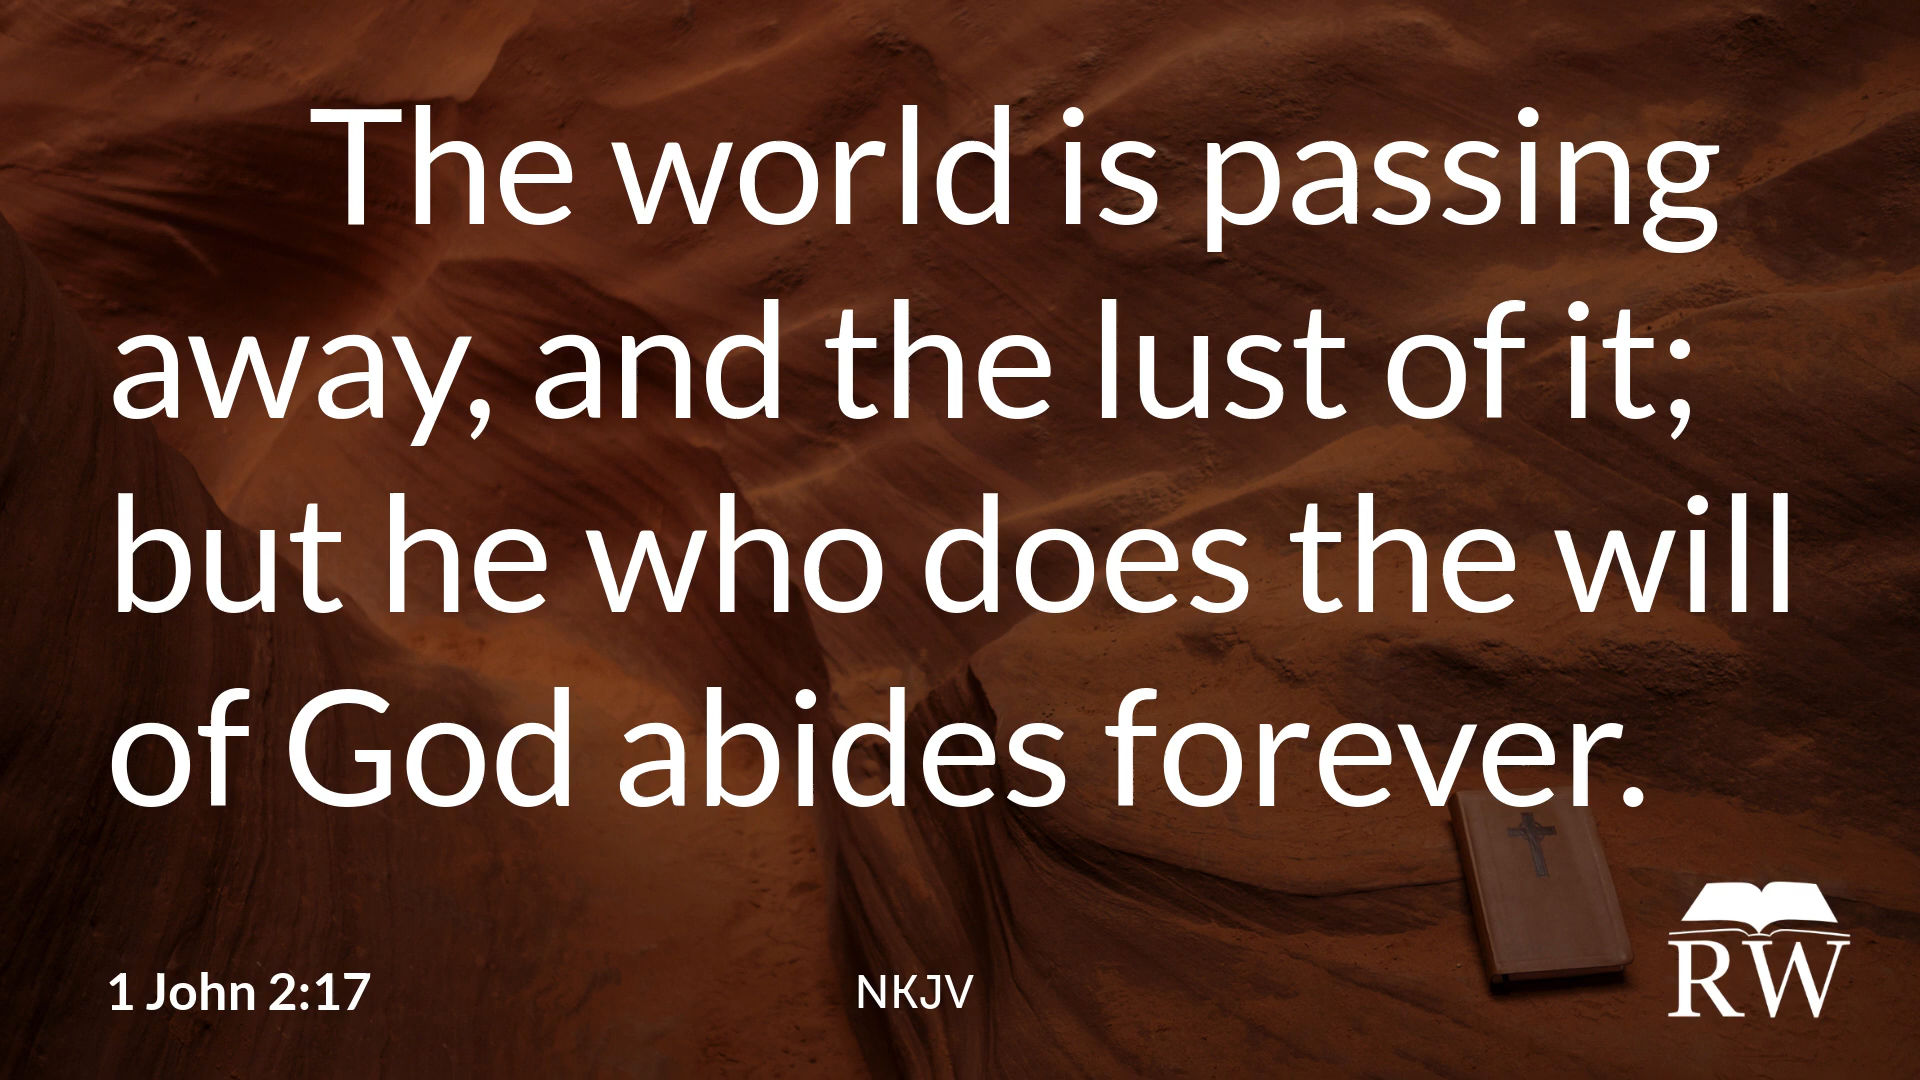 The world is passing
away, and the lust of it;
but he who does the will
of God abides forever.
1 John 2:17
NKJV
RW